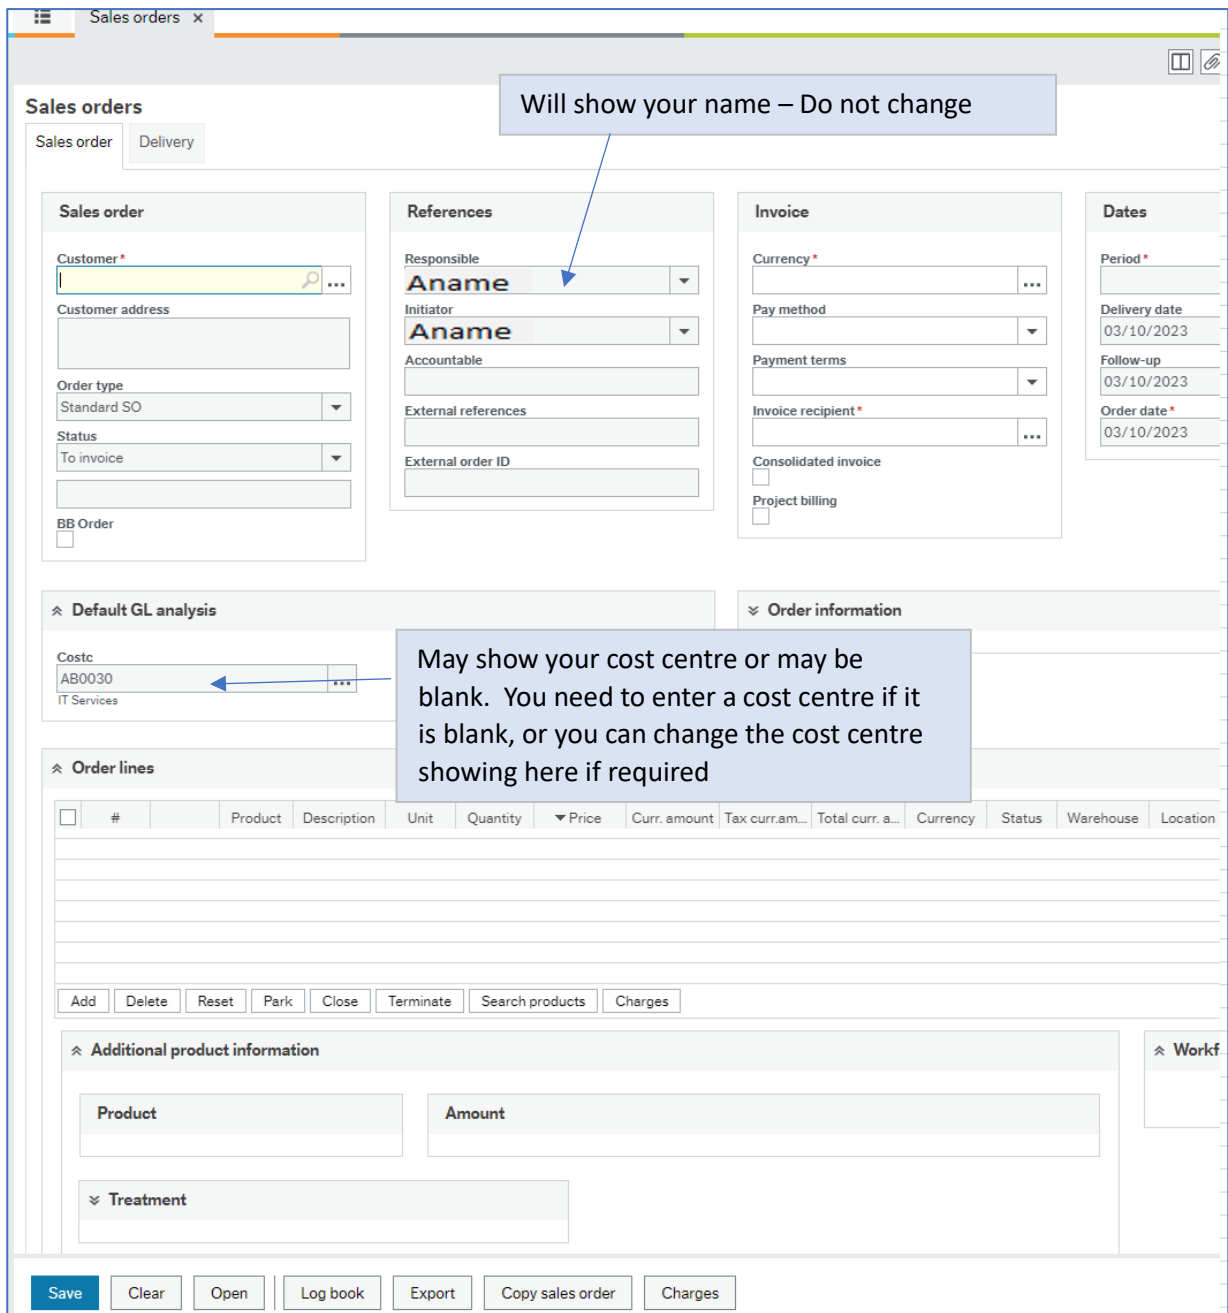 Sales orders x
Will show your name – Do not change
Sales orders
Sales order Delivery
Sales order
Customer*
Customer address
Order type
Standard SO
Status
To invoice
BB Order
References
Responsible
Aname
Initiator
Aname
Accountable
External references
External order ID
Invoice
Currency*
Pay method
Payment terms
Invoice recipient*
Consolidated invoice
Project billing
Dates
Period*
Delivery date
03/10/2023
Follow-up
03/10/2023
Order date*
03/10/2023
Default GL analysis
Order information
Costc
AB0030
IT Services
May show your cost centre or may be
blank.  You need to enter a cost centre if it
is blank, or you can change the cost centre
showing here if required
Order lines
# Product Description Unit Quantity Price Curr. amount Tax curr.am... Total curr. a... Currency Status Warehouse Location
Add Delete Reset Park Close Terminate Search products Charges
Additional product information
Workf
Product
Amount
Treatment
Save Clear Open Log book Export Copy sales order Charges